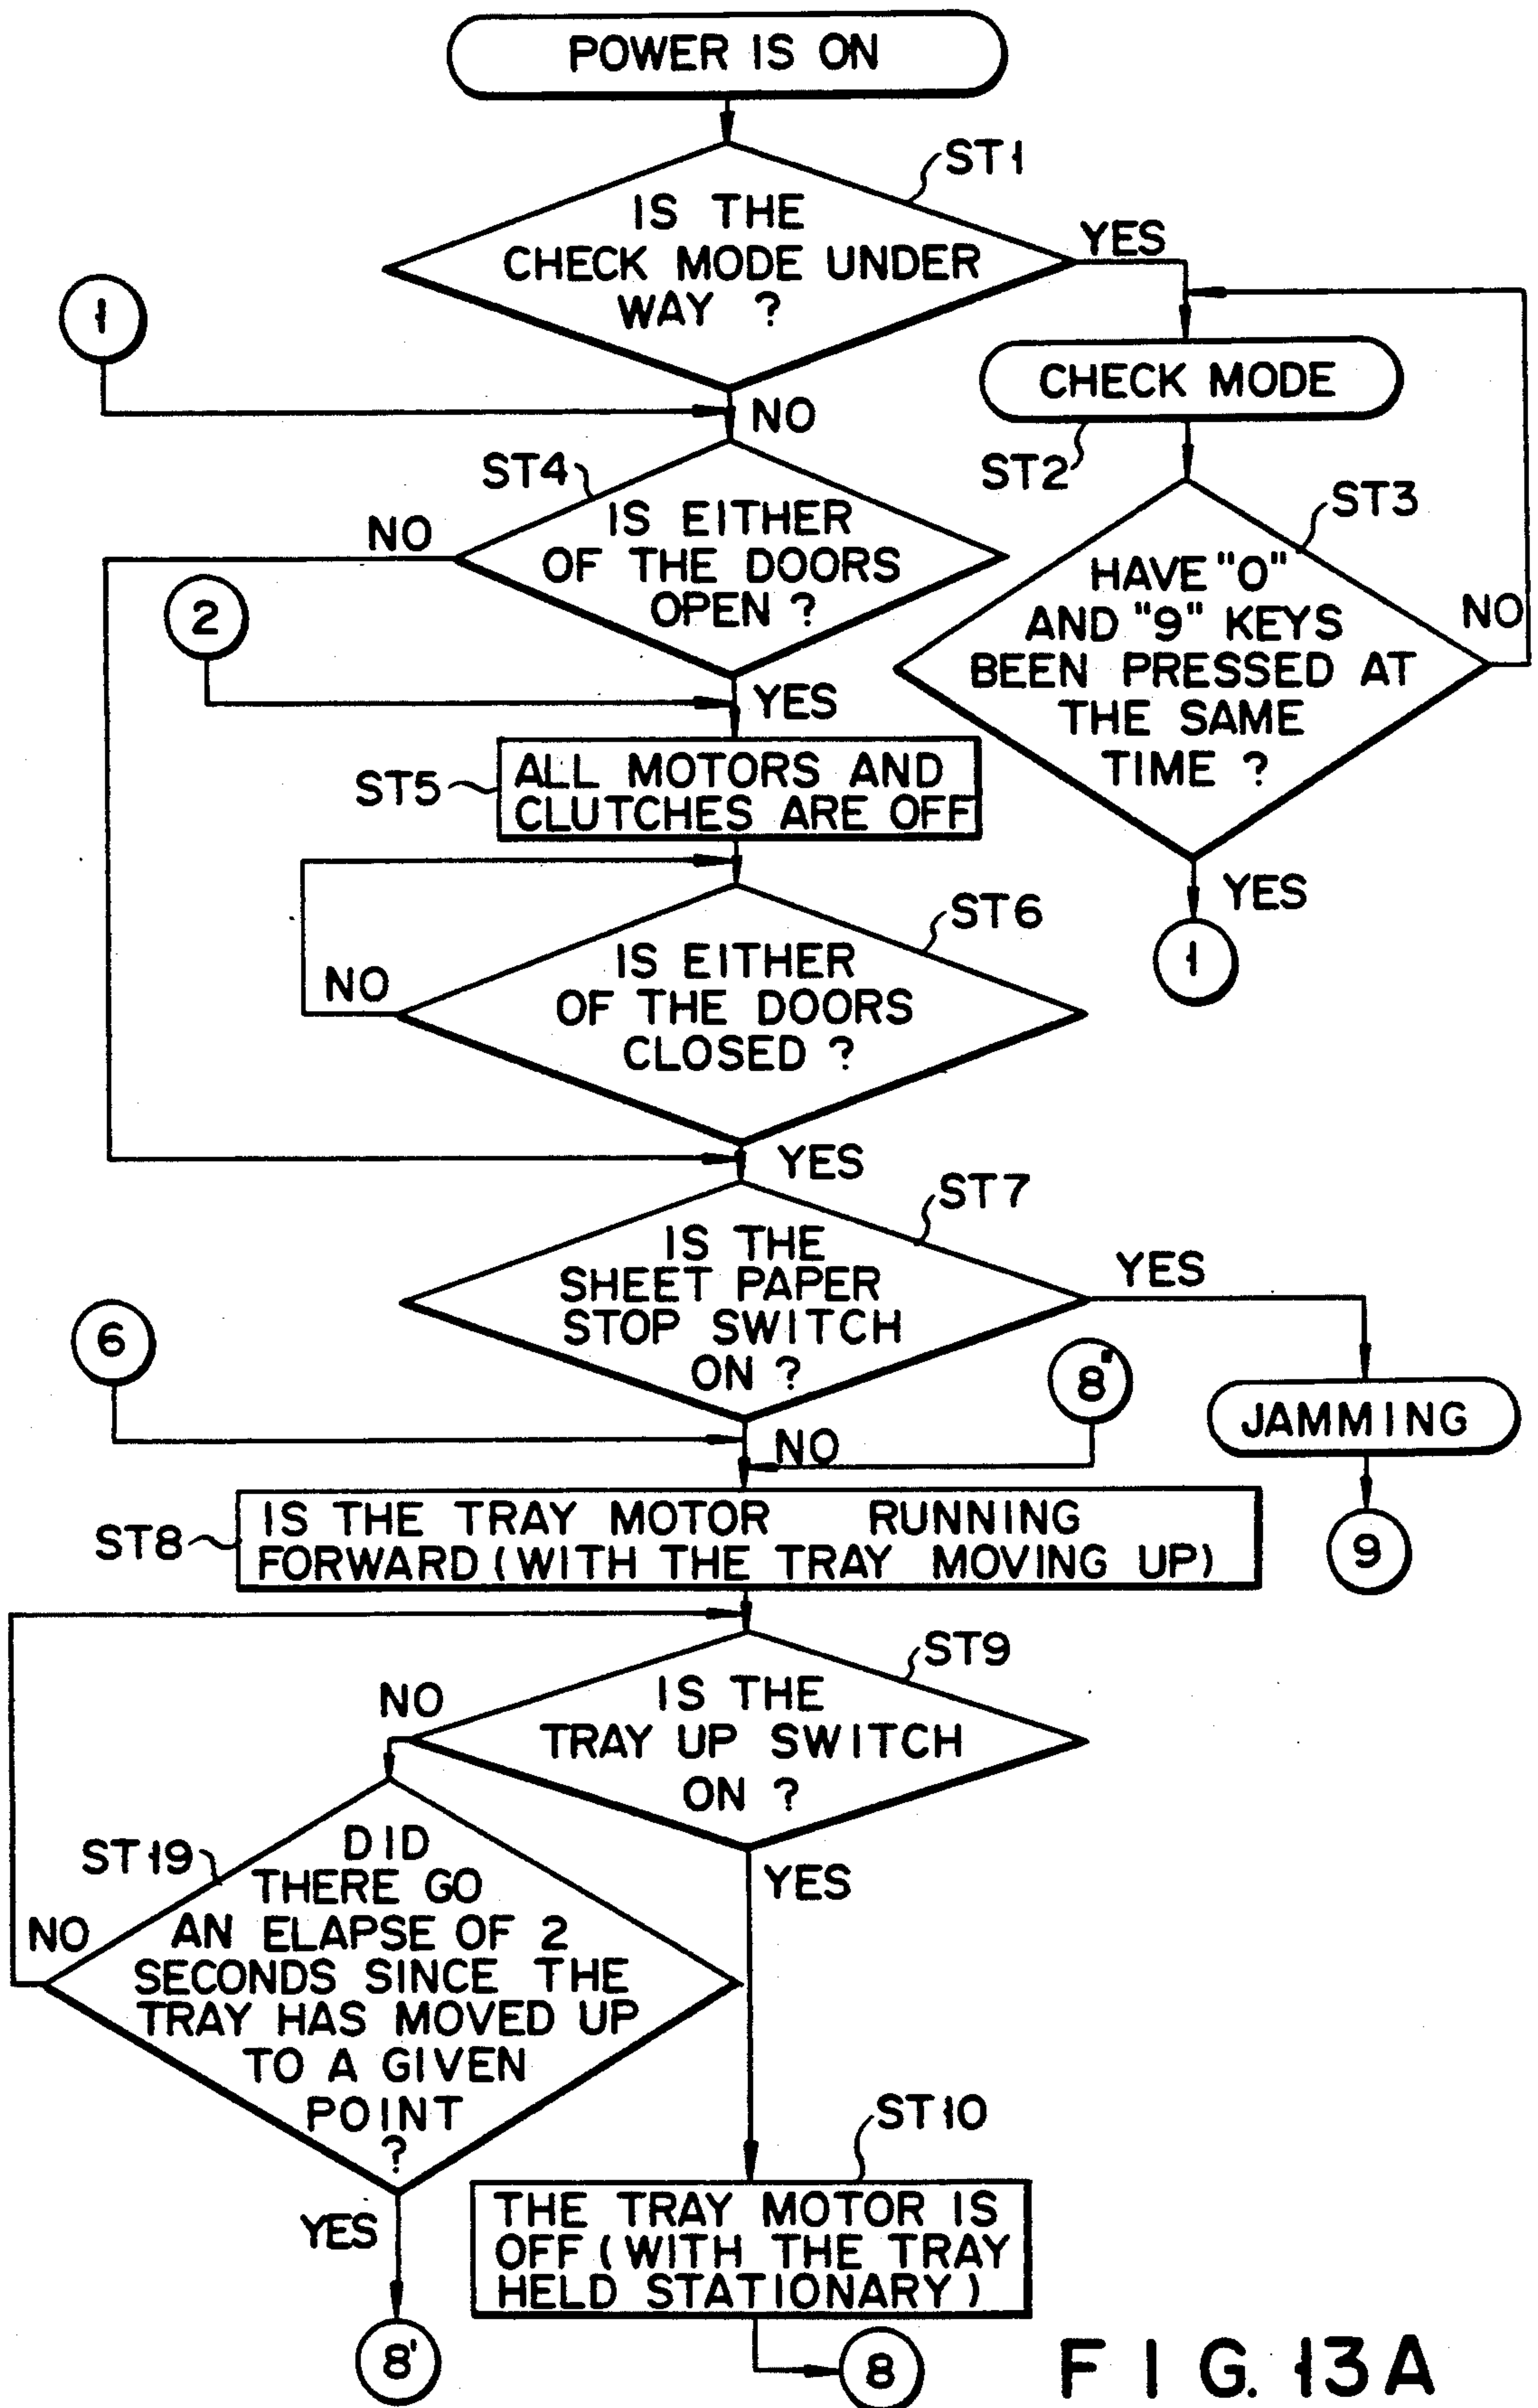 POWER IS ON
ST1
IS THE
CHECK MODE UNDER
WAY ?
YES
1
NO
CHECK MODE
ST2
ST4
IS EITHER
OF THE DOORS
OPEN ?
NO
2
YES
ST3
HAVE "0"
AND "9" KEYS
BEEN PRESSED AT
THE SAME
TIME ?
NO
YES
1
ST5
ALL MOTORS AND
CLUTCHES ARE OFF
ST6
IS EITHER
OF THE DOORS
CLOSED ?
NO
YES
ST7
IS THE
SHEET PAPER
STOP SWITCH
ON ?
YES
6
8'
NO
JAMMING
9
ST8
IS THE TRAY MOTOR RUNNING
FORWARD (WITH THE TRAY MOVING UP)
ST9
IS THE
TRAY UP SWITCH
ON ?
NO
YES
ST19
DID
THERE GO
AN ELAPSE OF 2
SECONDS SINCE THE
TRAY HAS MOVED UP
TO A GIVEN
POINT
?
NO
YES
8'
ST10
THE TRAY MOTOR IS
OFF (WITH THE TRAY
HELD STATIONARY)
8
FIG. 13A